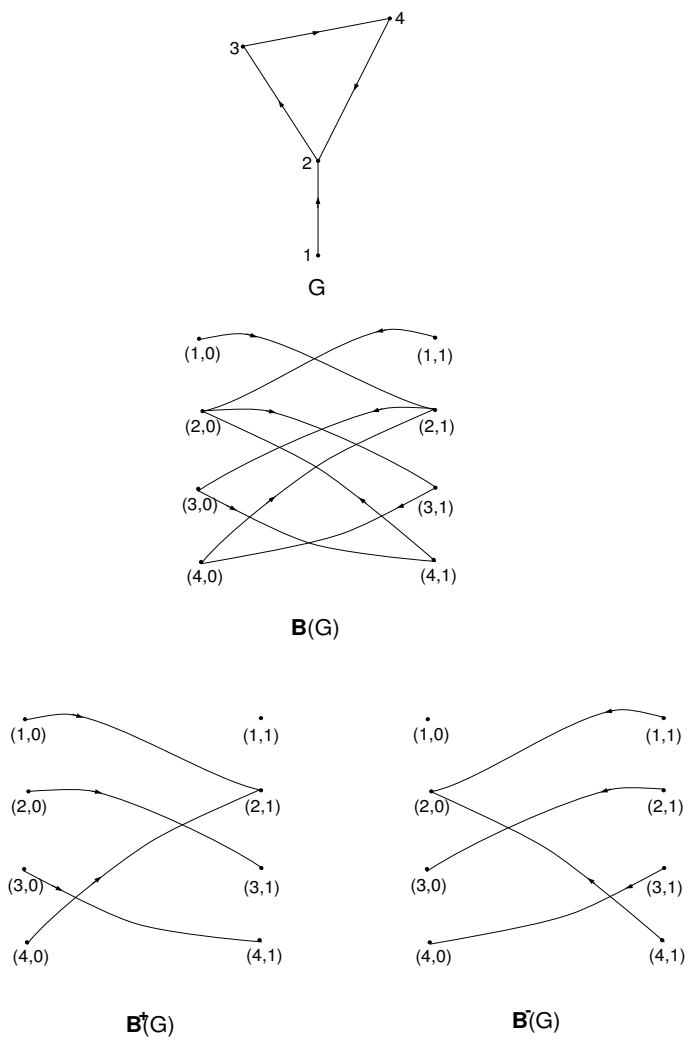 4
3
2
1
G
(1,0) (1,1)
(2,0) (2,1)
(3,0) (3,1)
(4,0) (4,1)
B(G)
(1,0) (1,1) (1,0) (1,1)
(2,0) (2,1) (2,0) (2,1)
(3,0) (3,1) (3,0) (3,1)
(4,0) (4,1) (4,0) (4,1)
B⁺(G) B⁻(G)